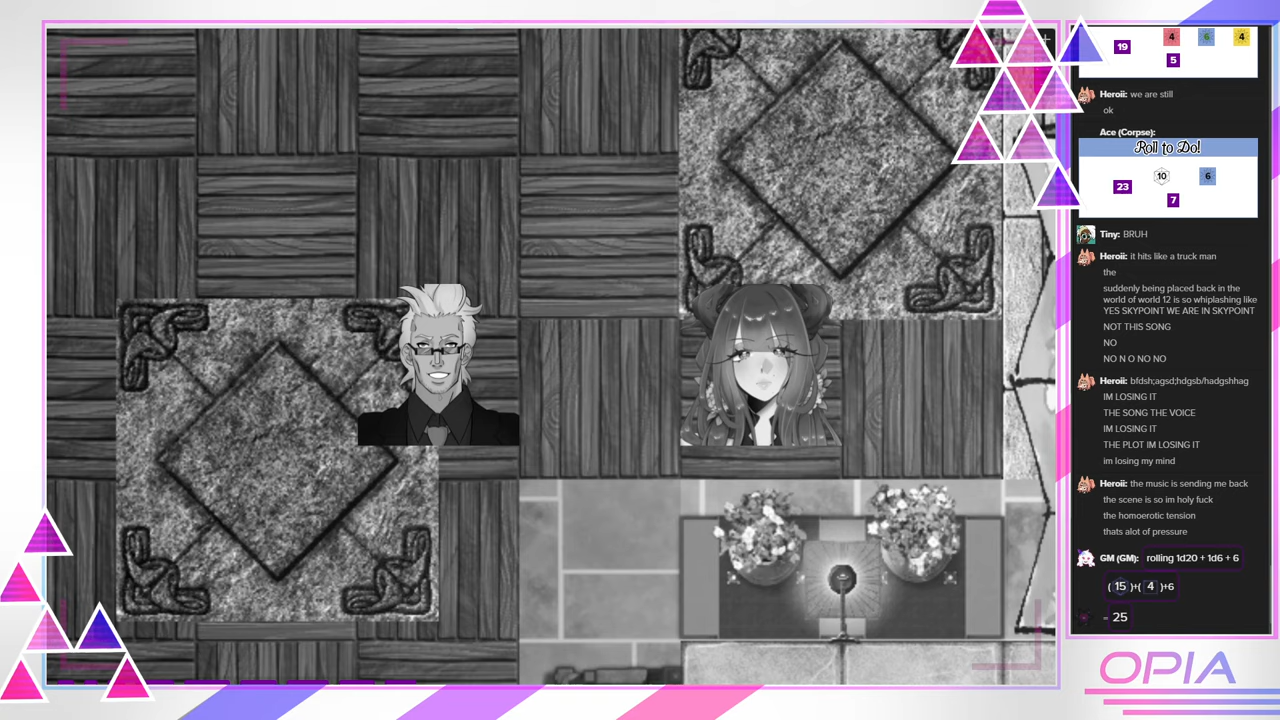 19
4
6
4
5
Heroii: we are still
ok
Ace (Corpse):
Roll to Do!
23
10
6
7
Tiny: BRUH
Heroii: it hits like a truck man
the
suddenly being placed back in the
world of world 12 is so whiplashing like
YES SKYPOINT WE ARE IN SKYPOINT
NOT THIS SONG
NO
NO N O NO NO
Heroii: bfdsh;agsd;hdgsb/hadgshhag
IM LOSING IT
THE SONG THE VOICE
IM LOSING IT
THE PLOT IM LOSING IT
im losing my mind
Heroii: the music is sending me back
the scene is so im holy fuck
the homoerotic tension
thats alot of pressure
GM (GM): rolling 1d20 + 1d6 + 6
(15)+(4)+6
= 25
OPIA